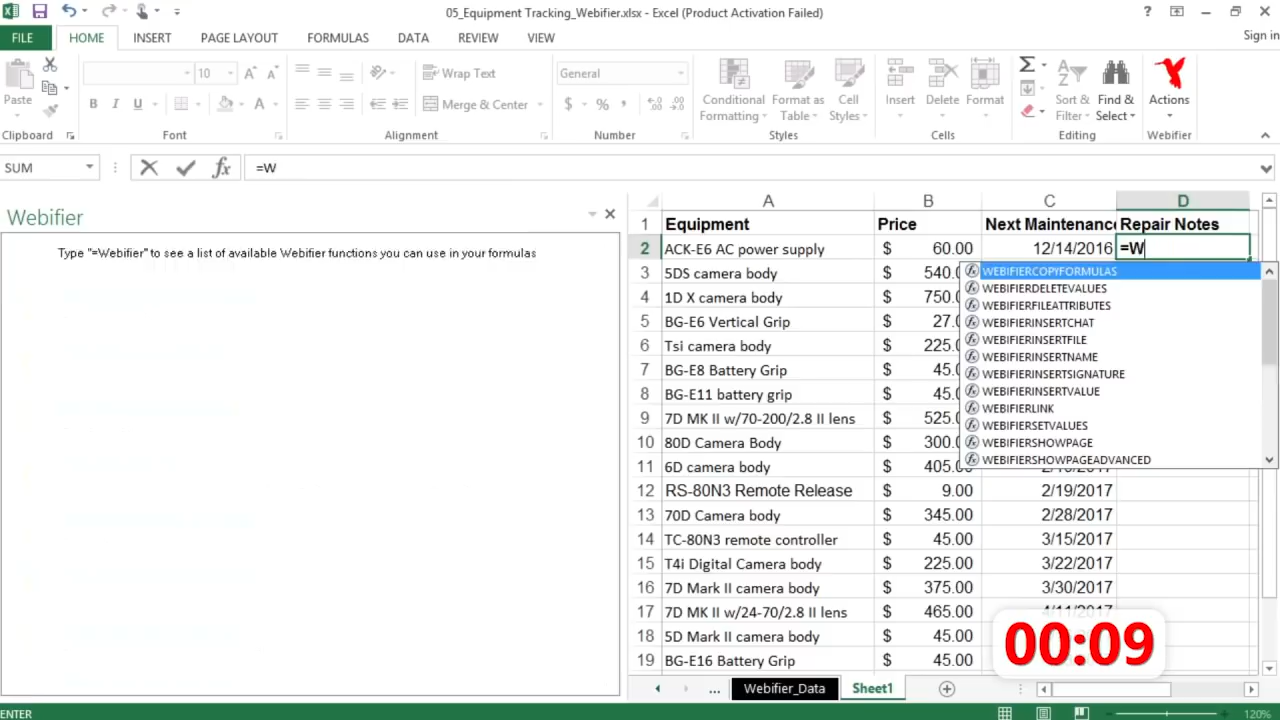 05_Equipment Tracking_Webifier.xlsx - Excel (Product Activation Failed)
FILE HOME INSERT PAGE LAYOUT FORMULAS DATA REVIEW VIEW Sign in
10 Wrap Text General
Paste Merge & Center Conditional Formatting Format as Table Cell Styles Insert Delete Format Sort & Filter Find & Select Actions
Clipboard Font Alignment Number Styles Cells Editing Webifier
SUM =W
Webifier
Type "=Webifier" to see a list of available Webifier functions you can use in your formulas
A B C D
1 Equipment Price Next Maintenance Repair Notes
2 ACK-E6 AC power supply $ 60.00 12/14/2016 =W
3 5DS camera body $ 540.0
4 1D X camera body $ 750.
5 BG-E6 Vertical Grip $ 27.
6 Tsi camera body $ 225.
7 BG-E8 Battery Grip $ 45.
8 BG-E11 battery grip $ 45.
9 7D MK II w/70-200/2.8 II lens $ 525.
10 80D Camera Body $ 300.
11 6D camera body $ 405.
12 RS-80N3 Remote Release $ 9.00 2/19/2017
13 70D Camera body $ 345.00 2/28/2017
14 TC-80N3 remote controller $ 45.00 3/15/2017
15 T4i Digital Camera body $ 225.00 3/22/2017
16 7D Mark II camera body $ 375.00 3/30/2017
17 7D MK II w/24-70/2.8 II lens $ 465.00
18 5D Mark II camera body $ 45.00
19 BG-E16 Battery Grip $ 45.00
WEBIFIERCOPYFORMULAS
WEBIFIERDELETEVALUES
WEBIFIERFILEATTRIBUTES
WEBIFIERINSERTCHAT
WEBIFIERINSERTFILE
WEBIFIERINSERTNAME
WEBIFIERINSERTSIGNATURE
WEBIFIERINSERTVALUE
WEBIFIERLINK
WEBIFIERSETVALUES
WEBIFIERSHOWPAGE
WEBIFIERSHOWPAGEADVANCED
00:09
... Webifier_Data Sheet1
ENTER 120%